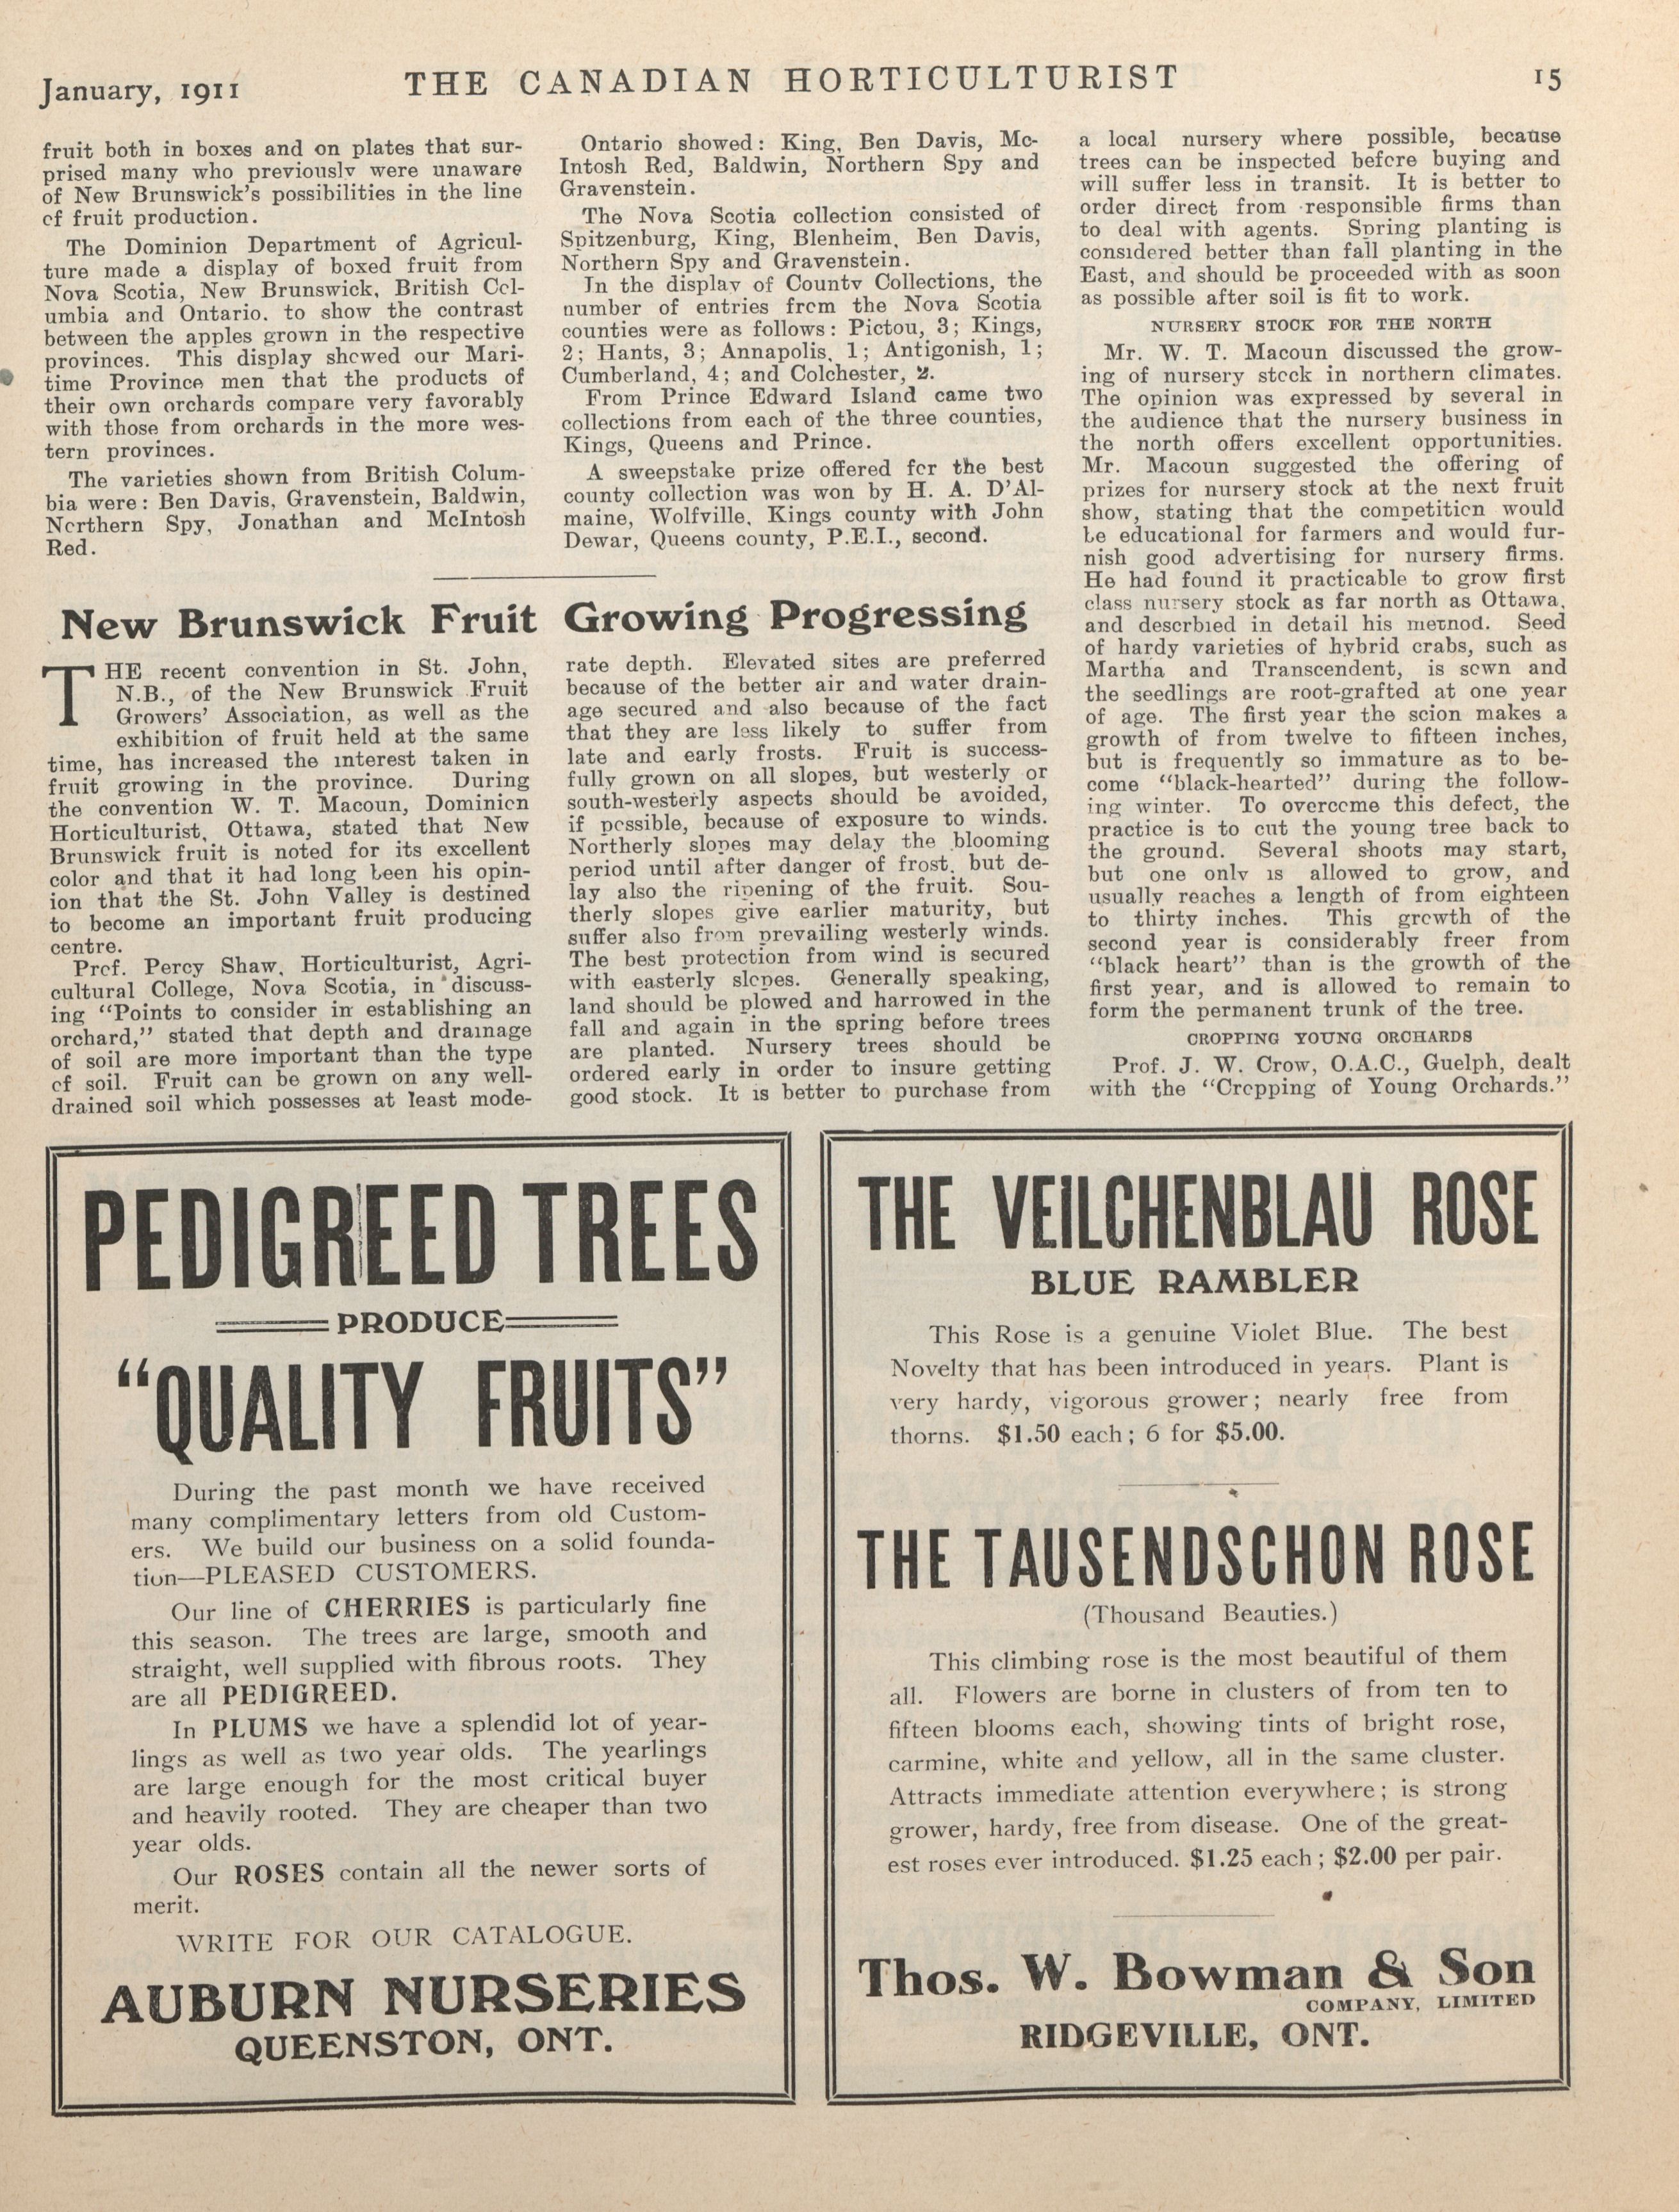 January, 1911
THE CANADIAN HORTICULTURIST
15
fruit both in boxes and on plates that sur-
prised many who previously were unaware
of New Brunswick's possibilities in the line
of fruit production.
The Dominion Department of Agricul-
ture made a display of boxed fruit from
Nova Scotia, New Brunswick, British Col-
umbia and Ontario. to show the contrast
between the apples grown in the respective
provinces. This display showed our Mari-
time Province men that the products of
their own orchards compare very favorably
with those from orchards in the more wes-
tern provinces.
The varieties shown from British Colum-
bia were: Ben Davis, Gravenstein, Baldwin,
Northern Spy, Jonathan and McIntosh
Red.
Ontario showed: King, Ben Davis, Mc-
Intosh Red, Baldwin, Northern Spy and
Gravenstein.
The Nova Scotia collection consisted of
Spitzenburg, King, Blenheim, Ben Davis,
Northern Spy and Gravenstein.
In the display of County Collections, the
number of entries from the Nova Scotia
counties were as follows: Pictou, 3; Kings,
2; Hants, 3; Annapolis, 1; Antigonish, 1;
Cumberland, 4; and Colchester, 2.
From Prince Edward Island came two
collections from each of the three counties,
Kings, Queens and Prince.
A sweepstake prize offered for the best
county collection was won by H. A. D'Al-
maine, Wolfville, Kings county with John
Dewar, Queens county, P.E.I., second.
New Brunswick Fruit Growing Progressing
THE recent convention in St. John,
N.B., of the New Brunswick Fruit
Growers' Association, as well as the
exhibition of fruit held at the same
time, has increased the interest taken in
fruit growing in the province. During
the convention W. T. Macoun, Dominion
Horticulturist, Ottawa, stated that New
Brunswick fruit is noted for its excellent
color and that it had long been his opin-
ion that the St. John Valley is destined
to become an important fruit producing
centre.
Prof. Percy Shaw, Horticulturist, Agri-
cultural College, Nova Scotia, in discuss-
ing "Points to consider in establishing an
orchard," stated that depth and drainage
of soil are more important than the type
of soil. Fruit can be grown on any well-
drained soil which possesses at least mode-
rate depth. Elevated sites are preferred
because of the better air and water drain-
age secured and also because of the fact
that they are less likely to suffer from
late and early frosts. Fruit is success-
fully grown on all slopes, but westerly or
south-westerly aspects should be avoided,
if possible, because of exposure to winds.
Northerly slopes may delay the blooming
period until after danger of frost, but de-
lay also the ripening of the fruit. Sou-
therly slopes give earlier maturity, but
suffer also from prevailing westerly winds.
The best protection from wind is secured
with easterly slopes. Generally speaking,
land should be plowed and harrowed in the
fall and again in the spring before trees
are planted. Nursery trees should be
ordered early in order to insure getting
good stock. It is better to purchase from
a local nursery where possible, because
trees can be inspected before buying and
will suffer less in transit. It is better to
order direct from responsible firms than
to deal with agents. Spring planting is
considered better than fall planting in the
East, and should be proceeded with as soon
as possible after soil is fit to work.
NURSERY STOCK FOR THE NORTH
Mr. W. T. Macoun discussed the grow-
ing of nursery stock in northern climates.
The opinion was expressed by several in
the audience that the nursery business in
the north offers excellent opportunities.
Mr. Macoun suggested the offering of
prizes for nursery stock at the next fruit
show, stating that the competition would
be educational for farmers and would fur-
nish good advertising for nursery firms.
He had found it practicable to grow first
class nursery stock as far north as Ottawa,
and descrbied in detail his method. Seed
of hardy varieties of hybrid crabs, such as
Martha and Transcendent, is sown and
the seedlings are root-grafted at one year
of age. The first year the scion makes a
growth of from twelve to fifteen inches,
but is frequently so immature as to be-
come "black-hearted" during the follow-
ing winter. To overcome this defect, the
practice is to cut the young tree back to
the ground. Several shoots may start,
but one only is allowed to grow, and
usually reaches a length of from eighteen
to thirty inches. This growth of the
second year is considerably freer from
"black heart" than is the growth of the
first year, and is allowed to remain to
form the permanent trunk of the tree.
CROPPING YOUNG ORCHARDS
Prof. J. W. Crow, O.A.C., Guelph, dealt
with the "Cropping of Young Orchards."
PEDIGREED TREES
PRODUCE
"QUALITY FRUITS"
During the past month we have received
many complimentary letters from old Custom-
ers. We build our business on a solid founda-
tion—PLEASED CUSTOMERS.
Our line of CHERRIES is particularly fine
this season. The trees are large, smooth and
straight, well supplied with fibrous roots. They
are all PEDIGREED.
In PLUMS we have a splendid lot of year-
lings as well as two year olds. The yearlings
are large enough for the most critical buyer
and heavily rooted. They are cheaper than two
year olds.
Our ROSES contain all the newer sorts of
merit.
WRITE FOR OUR CATALOGUE.
AUBURN NURSERIES
QUEENSTON, ONT.
THE VEILCHENBLAU ROSE
BLUE RAMBLER
This Rose is a genuine Violet Blue. The best
Novelty that has been introduced in years. Plant is
very hardy, vigorous grower; nearly free from
thorns. $1.50 each; 6 for $5.00.
THE TAUSENDSCHON ROSE
(Thousand Beauties.)
This climbing rose is the most beautiful of them
all. Flowers are borne in clusters of from ten to
fifteen blooms each, showing tints of bright rose,
carmine, white and yellow, all in the same cluster.
Attracts immediate attention everywhere; is strong
grower, hardy, free from disease. One of the great-
est roses ever introduced. $1.25 each; $2.00 per pair.
Thos. W. Bowman & Son
COMPANY, LIMITED
RIDGEVILLE, ONT.